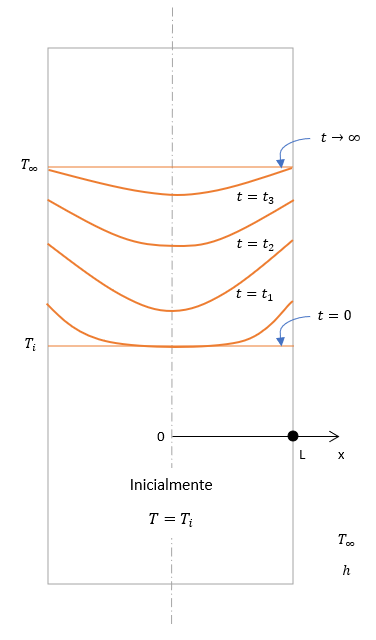 t → ∞
T∞
t = t₃
t = t₂
t = t₁
t = 0
Tᵢ
0
L
x
Inicialmente
T = Tᵢ
T∞
h